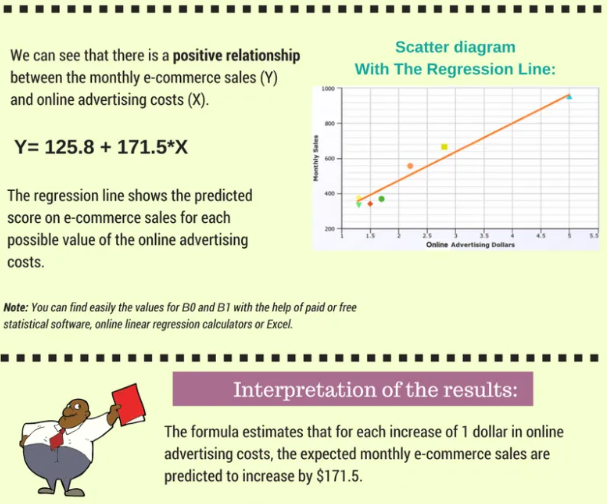 We can see that there is a positive relationship
between the monthly e-commerce sales (Y)
and online advertising costs (X).
Y= 125.8 + 171.5*X
The regression line shows the predicted
score on e-commerce sales for each
possible value of the online advertising
costs.
Scatter diagram
With The Regression Line:
Monthly Sales
1000
800
600
400
200
1 1.5 2 2.5 3 3.5 4 4.5 5 5.5
Online Advertising Dollars
Note: You can find easily the values for B0 and B1 with the help of paid or free
statistical software, online linear regression calculators or Excel.
Interpretation of the results:
The formula estimates that for each increase of 1 dollar in online
advertising costs, the expected monthly e-commerce sales are
predicted to increase by $171.5.